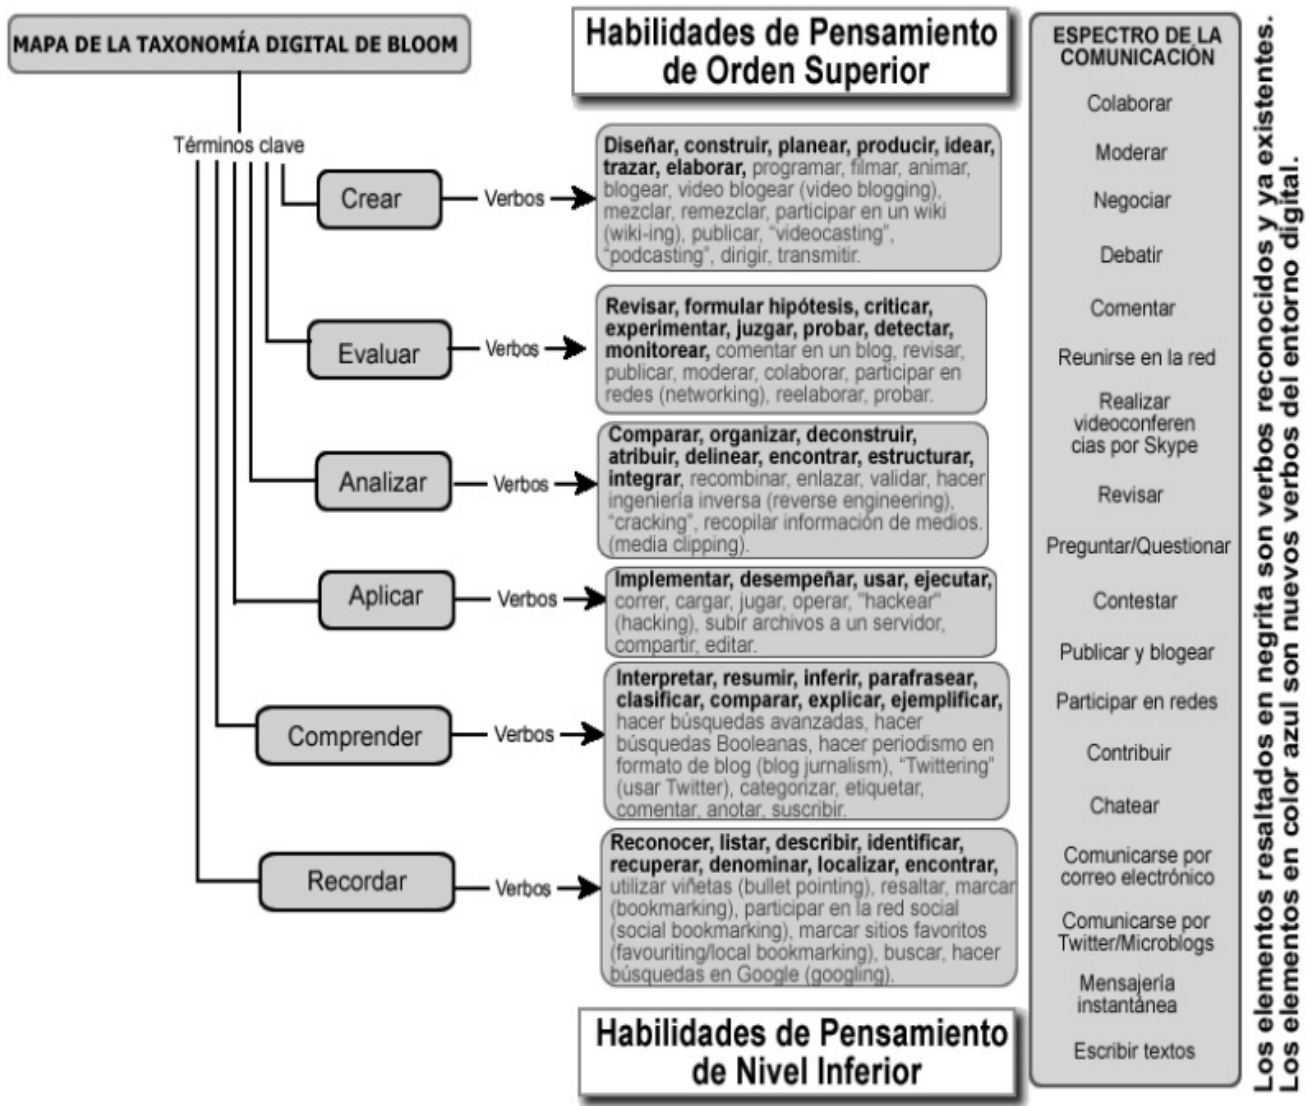 MAPA DE LA TAXONOMÍA DIGITAL DE BLOOM
Términos clave
Habilidades de Pensamiento
de Orden Superior
Crear
Verbos
Diseñar, construir, planear, producir, idear,
trazar, elaborar, programar, filmar, animar,
blogear, video blogear (video blogging),
mezclar, remezclar, participar en un wiki
(wiki-ing), publicar, “videocasting”,
“podcasting”, dirigir, transmitir.
Evaluar
Verbos
Revisar, formular hipótesis, criticar,
experimentar, juzgar, probar, detectar,
monitorear, comentar en un blog, revisar,
publicar, moderar, colaborar, participar en
redes (networking), reelaborar, probar.
Analizar
Verbos
Comparar, organizar, deconstruir,
atribuir, delinear, encontrar, estructurar,
integrar, recombinar, enlazar, validar, hacer
ingeniería inversa (reverse engineering),
“cracking”, recopilar información de medios.
(media clipping).
Aplicar
Verbos
Implementar, desempeñar, usar, ejecutar,
correr, cargar, jugar, operar, "hackear"
(hacking), subir archivos a un servidor,
compartir, editar.
Comprender
Verbos
Interpretar, resumir, inferir, parafrasear,
clasificar, comparar, explicar, ejemplificar,
hacer búsquedas avanzadas, hacer
búsquedas Booleanas, hacer periodismo en
formato de blog (blog jurnalism), “Twittering”
(usar Twitter), categorizar, etiquetar,
comentar, anotar, suscribir.
Recordar
Verbos
Reconocer, listar, describir, identificar,
recuperar, denominar, localizar, encontrar,
utilizar viñetas (bullet pointing), resaltar, marcar
(bookmarking), participar en la red social
(social bookmarking), marcar sitios favoritos
(favouriting/local bookmarking), buscar, hacer
búsquedas en Google (googling).
Habilidades de Pensamiento
de Nivel Inferior
ESPECTRO DE LA
COMUNICACIÓN
Colaborar
Moderar
Negociar
Debatir
Comentar
Reunirse en la red
Realizar
videoconferen
cias por Skype
Revisar
Preguntar/Questionar
Contestar
Publicar y blogear
Participar en redes
Contribuir
Chatear
Comunicarse por
correo electrónico
Comunicarse por
Twitter/Microblogs
Mensajería
instantánea
Escribir textos
Los elementos resaltados en negrita son verbos reconocidos y ya existentes.
Los elementos en color azul son nuevos verbos del entorno digital.